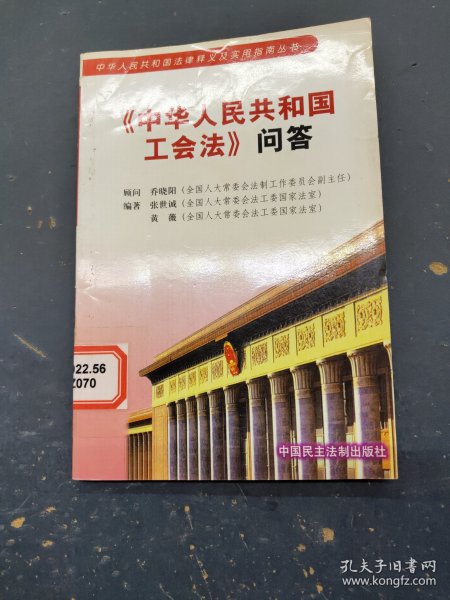 中华人民共和国法律释义及实用指南丛书
《中华人民共和国
工会法》问答
顾问 乔晓阳(全国人大常委会法制工作委员会副主任)
编著 张世诚(全国人大常委会法工委国家法室)
黄薇(全国人大常委会法工委国家法室)
922.56
Z070
中国民主法制出版社
孔夫子旧书网
www.kongfz.com